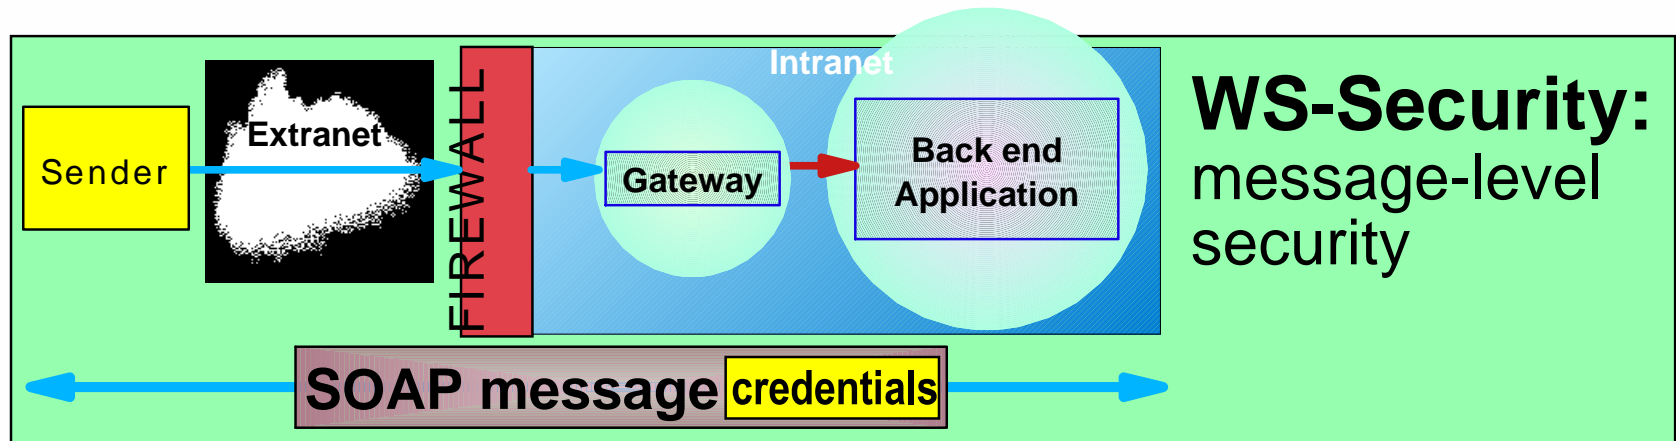 Sender
Extranet
FIREWALL
Intranet
Gateway
Back end
Application
WS-Security:
message-level
security
SOAP message credentials